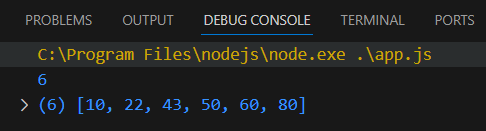 PROBLEMS OUTPUT DEBUG CONSOLE TERMINAL PORTS
C:\Program Files\nodejs\node.exe .\app.js
6
> (6) [10, 22, 43, 50, 60, 80]